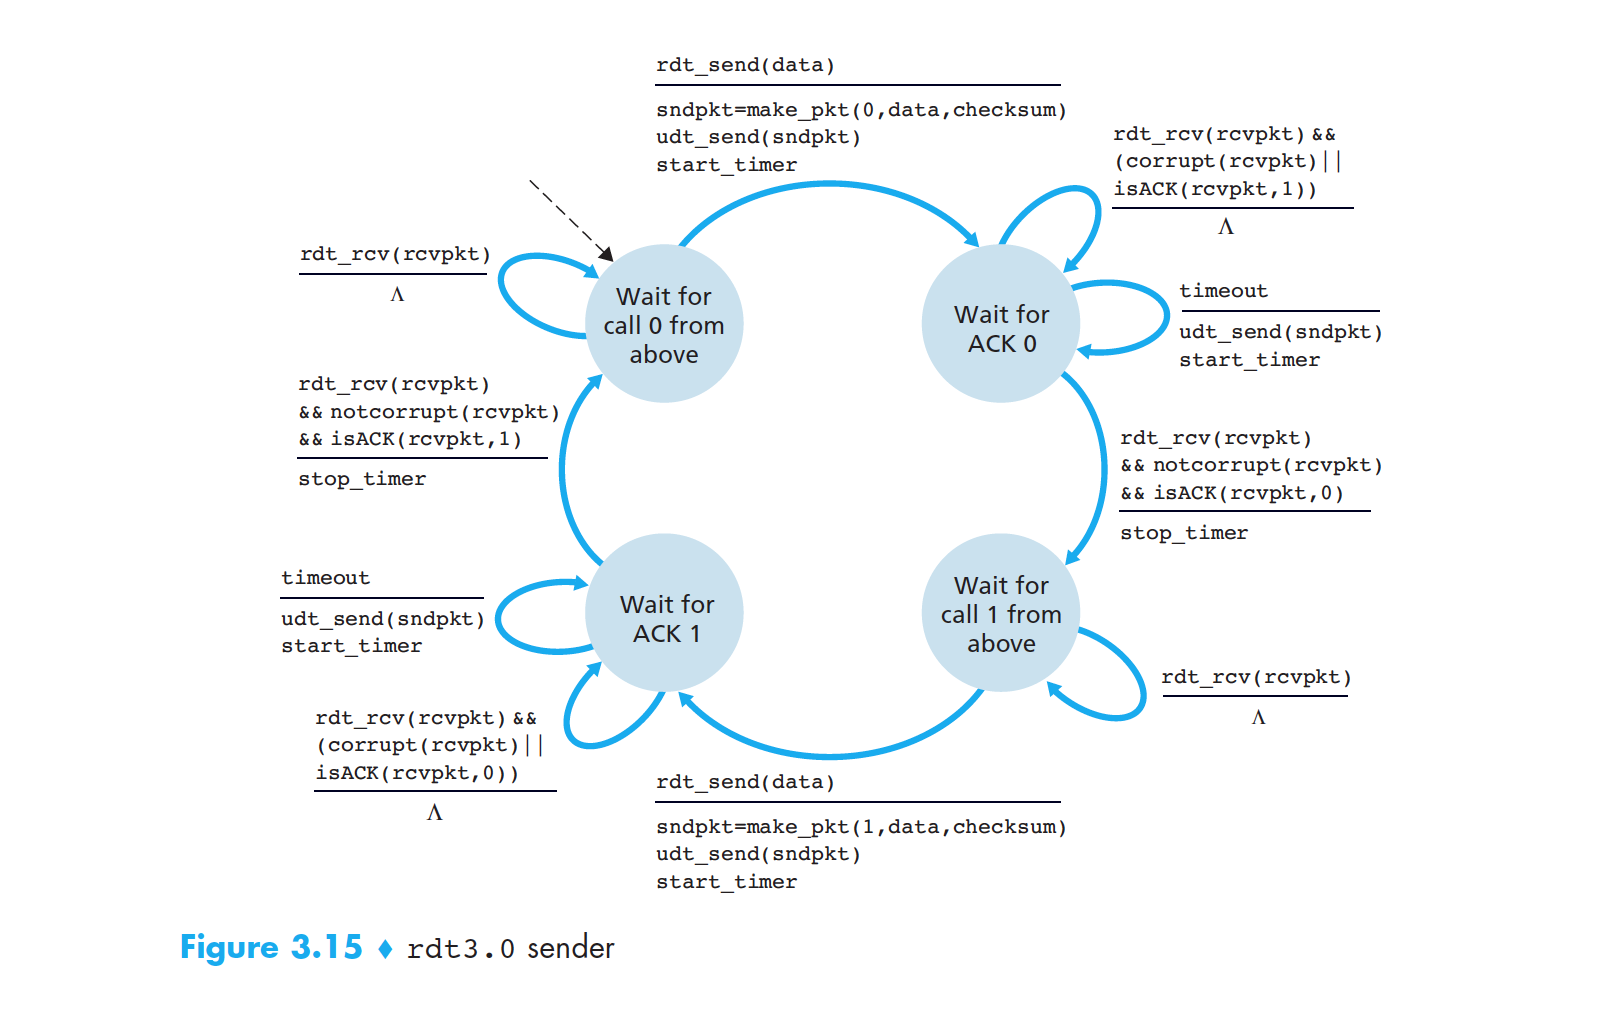 rdt_send(data)
sndpkt=make_pkt(0,data,checksum)
udt_send(sndpkt)
start_timer
rdt_rcv(rcvpkt) &&
(corrupt(rcvpkt)||
isACK(rcvpkt,1))
Λ
rdt_rcv(rcvpkt)
Λ
Wait for
call 0 from
above
Wait for
ACK 0
timeout
udt_send(sndpkt)
start_timer
rdt_rcv(rcvpkt)
&& notcorrupt(rcvpkt)
&& isACK(rcvpkt,1)
stop_timer
rdt_rcv(rcvpkt)
&& notcorrupt(rcvpkt)
&& isACK(rcvpkt,0)
stop_timer
timeout
udt_send(sndpkt)
start_timer
Wait for
ACK 1
Wait for
call 1 from
above
rdt_rcv(rcvpkt)
Λ
rdt_rcv(rcvpkt) &&
(corrupt(rcvpkt)||
isACK(rcvpkt,0))
Λ
rdt_send(data)
sndpkt=make_pkt(1,data,checksum)
udt_send(sndpkt)
start_timer
Figure 3.15 ♦ rdt3.0 sender